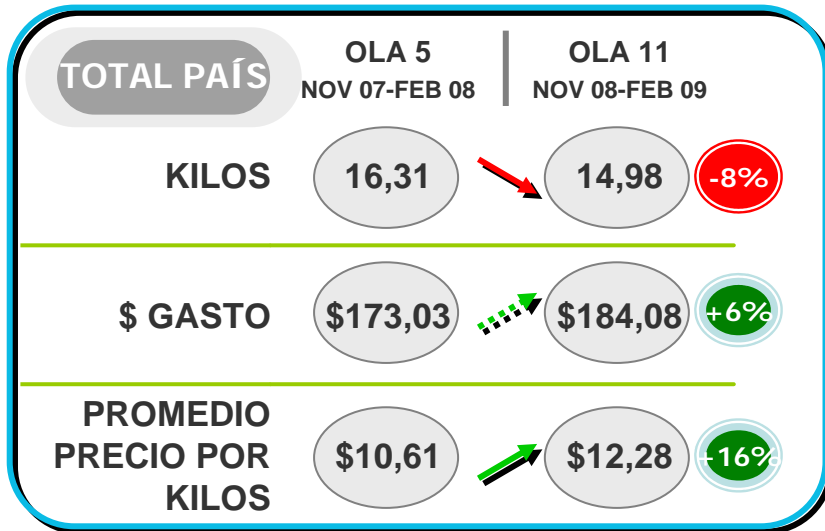 TOTAL PAÍS
OLA 5
NOV 07-FEB 08
OLA 11
NOV 08-FEB 09
KILOS
16,31
14,98
-8%
$ GASTO
$173,03
$184,08
+6%
PROMEDIO
PRECIO POR
KILOS
$10,61
$12,28
+16%